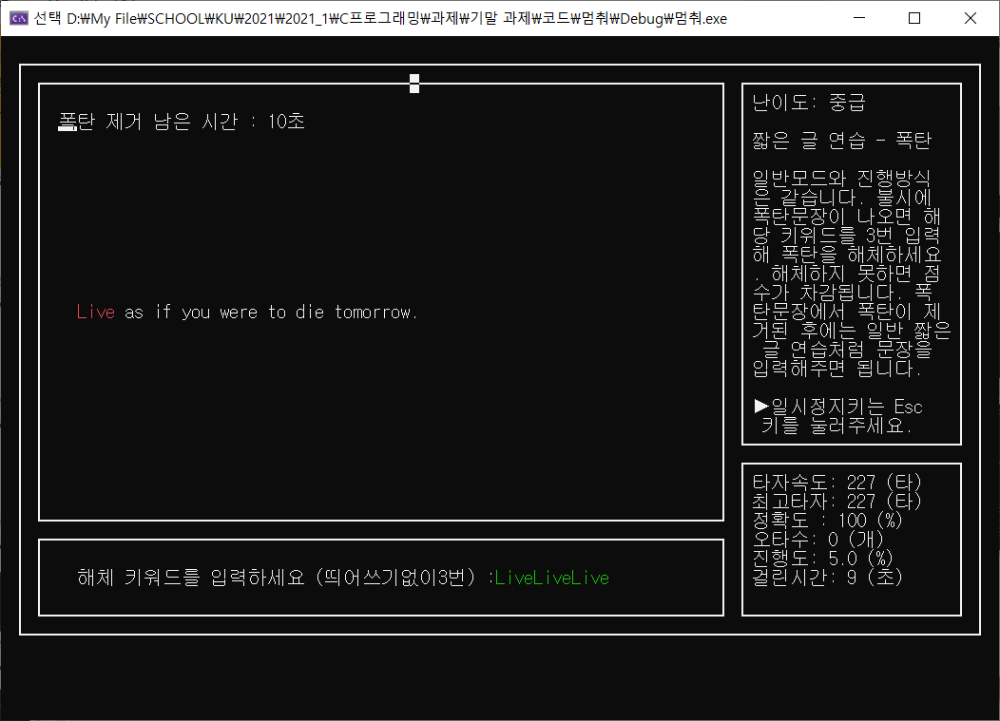 선택 D:₩My File₩SCHOOL₩KU₩2021₩2021_1₩C프로그래밍₩과제₩기말 과제₩코드₩멈춰₩Debug₩멈춰.exe
폭탄 제거 남은 시간 : 10초
Live as if you were to die tomorrow.
해체 키워드를 입력하세요 (띄어쓰기없이3번) :LiveLiveLive
난이도: 중급
짧은 글 연습 - 폭탄
일반모드와 진행방식
은 같습니다. 불시에
폭탄문장이 나오면 해
당 키워드를 3번 입력
해 폭탄을 해체하세요
. 해체하지 못하면 점
수가 차감됩니다. 폭
탄문장에서 폭탄이 제
거된 후에는 일반 짧은
글 연습처럼 문장을
입력해주면 됩니다.
▶일시정지키는 Esc
키를 눌러주세요.
타자속도: 227 (타)
최고타자: 227 (타)
정확도 : 100 (%)
오타수: 0 (개)
진행도: 5.0 (%)
걸린시간: 9 (초)